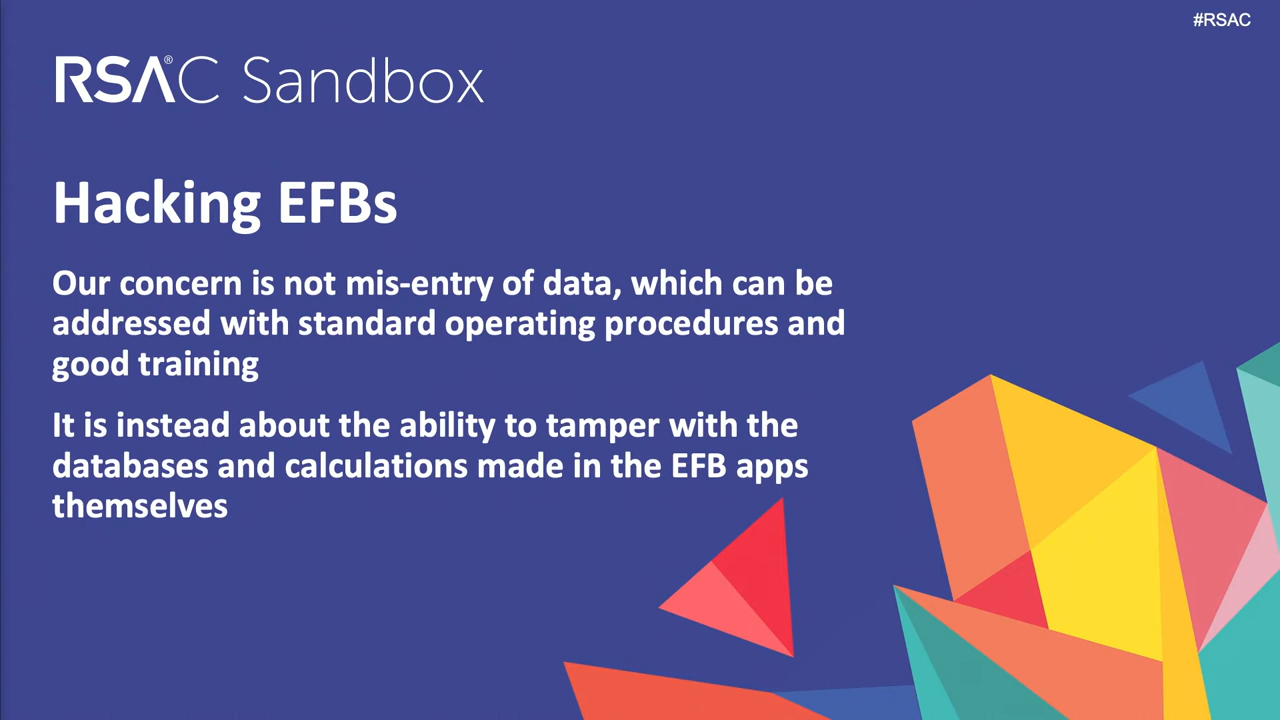 #RSAC
RSA®C Sandbox
Hacking EFBs
Our concern is not mis-entry of data, which can be
addressed with standard operating procedures and
good training
It is instead about the ability to tamper with the
databases and calculations made in the EFB apps
themselves